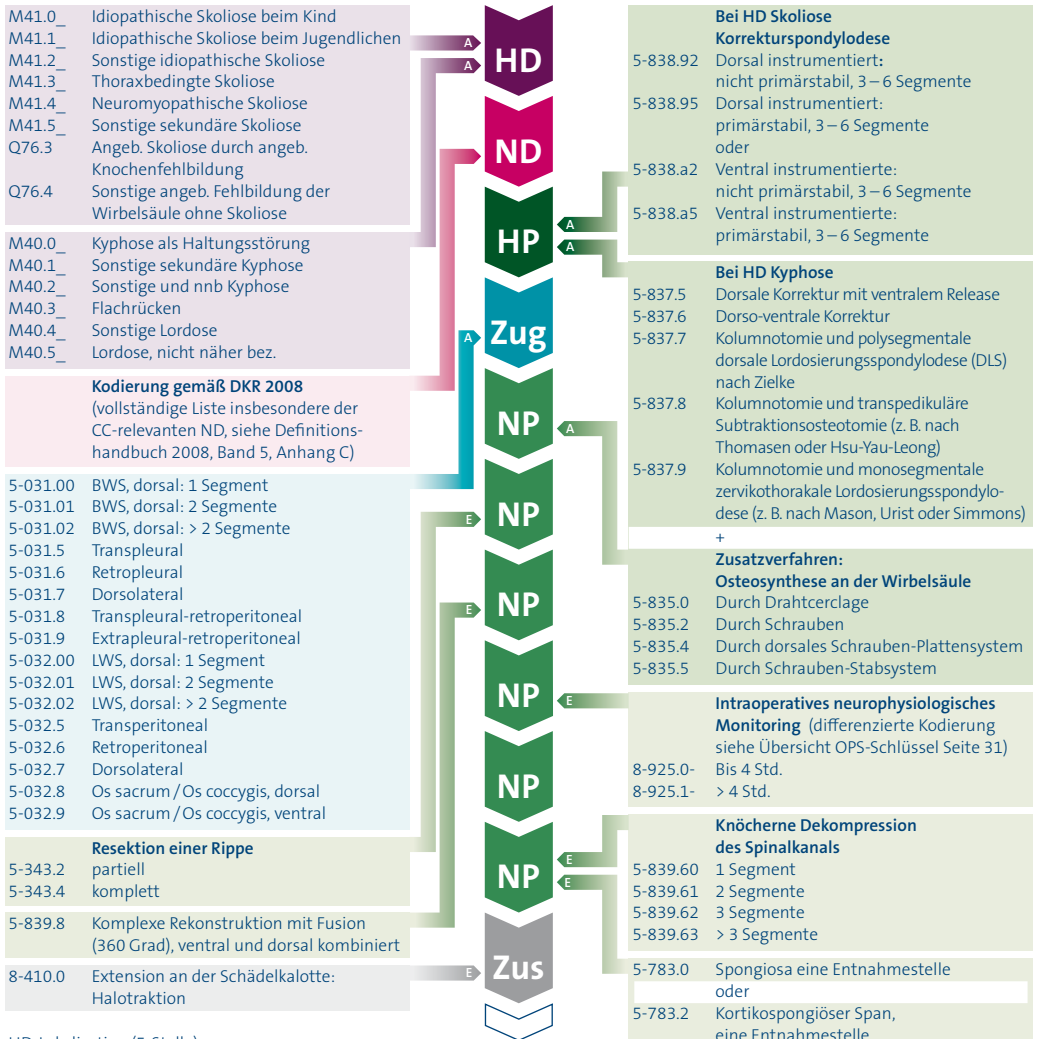 M41.0_ Idiopathische Skoliose beim Kind
M41.1_ Idiopathische Skoliose beim Jugendlichen
M41.2_ Sonstige idiopathische Skoliose
M41.3_ Thoraxbedingte Skoliose
M41.4_ Neuromyopathische Skoliose
M41.5_ Sonstige sekundäre Skoliose
Q76.3 Angeb. Skoliose durch angeb.
Knochenfehlbildung
Q76.4 Sonstige angeb. Fehlbildung der
Wirbelsäule ohne Skoliose
M40.0_ Kyphose als Haltungsstörung
M40.1_ Sonstige sekundäre Kyphose
M40.2_ Sonstige und nnb Kyphose
M40.3_ Flachrücken
M40.4_ Sonstige Lordose
M40.5_ Lordose, nicht näher bez.
Kodierung gemäß DKR 2008
(vollständige Liste insbesondere der
CC-relevanten ND, siehe Definitions-
handbuch 2008, Band 5, Anhang C)
5-031.00 BWS, dorsal: 1 Segment
5-031.01 BWS, dorsal: 2 Segmente
5-031.02 BWS, dorsal: > 2 Segmente
5-031.5 Transpleural
5-031.6 Retropleural
5-031.7 Dorsolateral
5-031.8 Transpleural-retroperitoneal
5-031.9 Extrapleural-retroperitoneal
5-032.00 LWS, dorsal: 1 Segment
5-032.01 LWS, dorsal: 2 Segmente
5-032.02 LWS, dorsal: > 2 Segmente
5-032.5 Transperitoneal
5-032.6 Retroperitoneal
5-032.7 Dorsolateral
5-032.8 Os sacrum / Os coccygis, dorsal
5-032.9 Os sacrum / Os coccygis, ventral
Resektion einer Rippe
5-343.2 partiell
5-343.4 komplett
5-839.8 Komplexe Rekonstruktion mit Fusion
(360 Grad), ventral und dorsal kombiniert
8-410.0 Extension an der Schädelkalotte:
Halotraktion
A
A
A
E
E
E
HD
ND
HP
Zug
NP
NP
NP
NP
NP
NP
Zus
A
A
A
E
E
E
Bei HD Skoliose
Korrekturspondylodese
5-838.92 Dorsal instrumentiert:
nicht primärstabil, 3 – 6 Segmente
5-838.95 Dorsal instrumentiert:
primärstabil, 3 – 6 Segmente
oder
5-838.a2 Ventral instrumentierte:
nicht primärstabil, 3 – 6 Segmente
5-838.a5 Ventral instrumentierte:
primärstabil, 3 – 6 Segmente
Bei HD Kyphose
5-837.5 Dorsale Korrektur mit ventralem Release
5-837.6 Dorso-ventrale Korrektur
5-837.7 Kolumnotomie und polysegmentale
dorsale Lordosierungsspondylodese (DLS)
nach Zielke
5-837.8 Kolumnotomie und transpedikuläre
Subtraktionsosteotomie (z. B. nach
Thomasen oder Hsu-Yau-Leong)
5-837.9 Kolumnotomie und monosegmentale
zervikothorakale Lordosierungsspondylo-
dese (z. B. nach Mason, Urist oder Simmons)
+
Zusatzverfahren:
Osteosynthese an der Wirbelsäule
5-835.0 Durch Drahtcerclage
5-835.2 Durch Schrauben
5-835.4 Durch dorsales Schrauben-Plattensystem
5-835.5 Durch Schrauben-Stabsystem
Intraoperatives neurophysiologisches
Monitoring (differenzierte Kodierung
siehe Übersicht OPS-Schlüssel Seite 31)
8-925.0- Bis 4 Std.
8-925.1- > 4 Std.
Knöcherne Dekompression
des Spinalkanals
5-839.60 1 Segment
5-839.61 2 Segmente
5-839.62 3 Segmente
5-839.63 > 3 Segmente
5-783.0 Spongiosa eine Entnahmestelle
oder
5-783.2 Kortikospongiöser Span,
eine Entnahmestelle